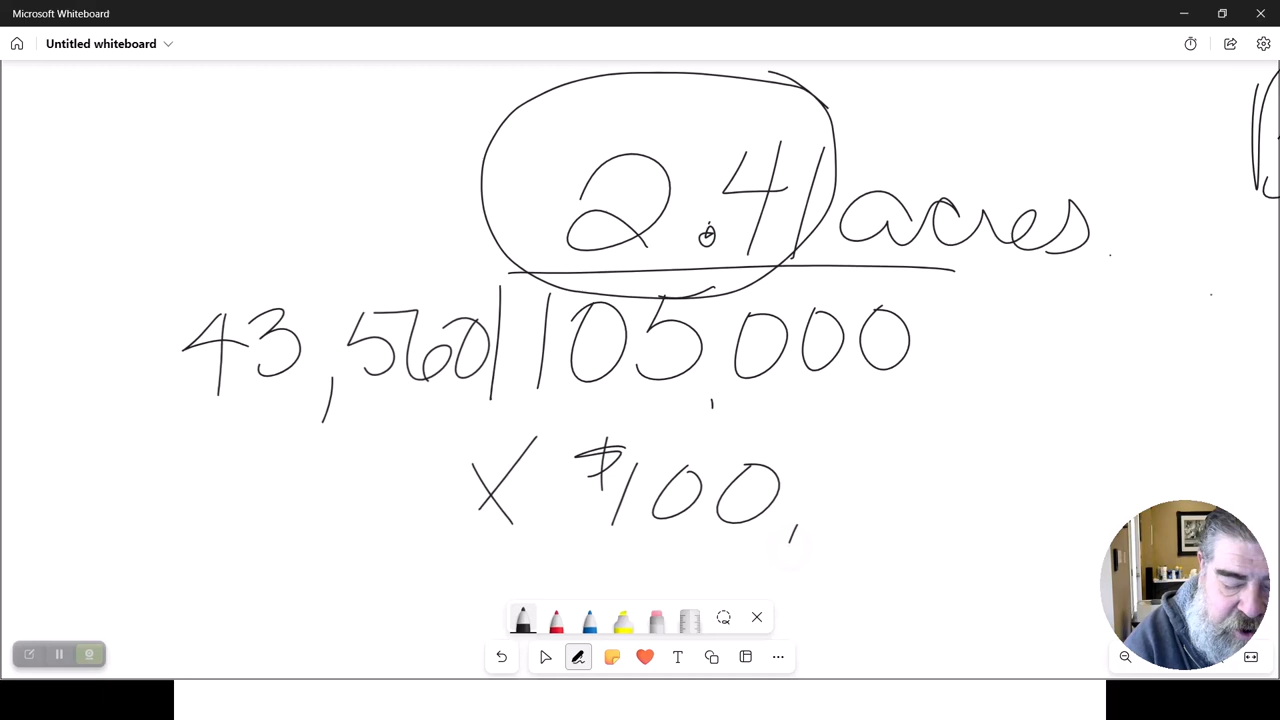 Microsoft Whiteboard
Untitled whiteboard
2.41 acres
43,560 105,000
X $100,